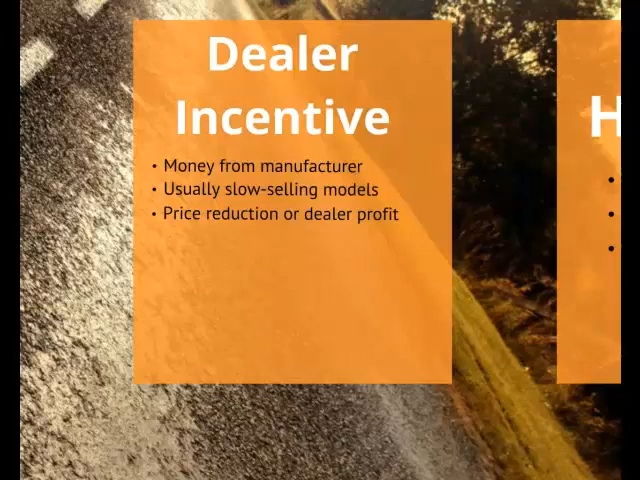 Dealer
Incentive
• Money from manufacturer
• Usually slow-selling models
• Price reduction or dealer profit
H
•
•
•